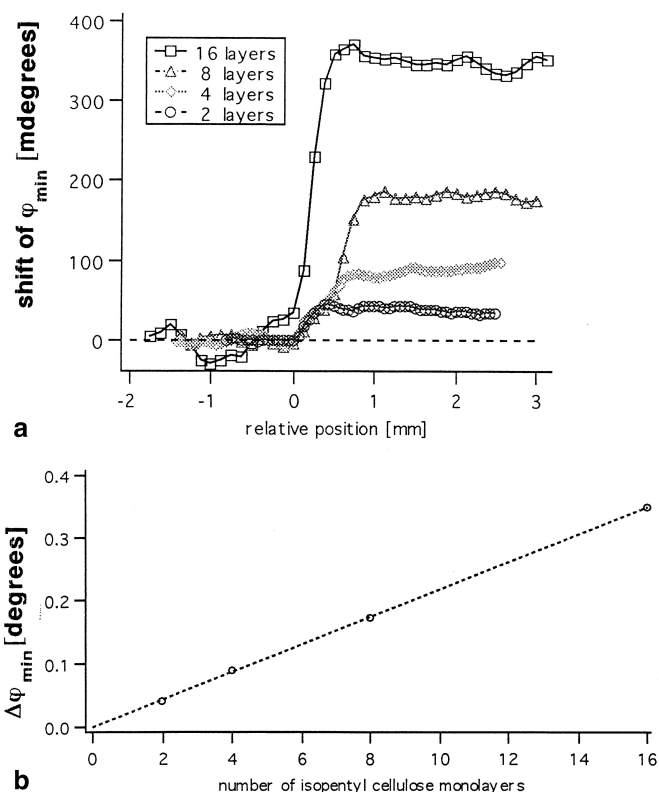 400
300
200
100
0
shift of φmin [mdegrees]
16 layers
8 layers
4 layers
2 layers
-2 -1 0 1 2 3
relative position [mm]
a
0.4
0.3
0.2
0.1
0.0
Δφmin [degrees]
0 2 4 6 8 10 12 14 16
number of isopentyl cellulose monolayers
b